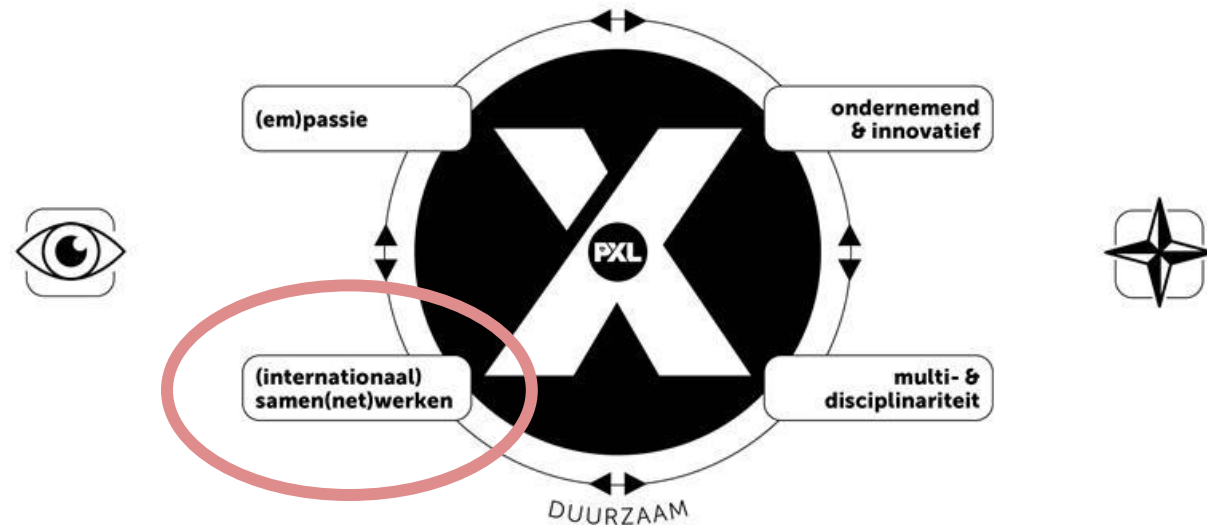 (em)passie
ondernemend
& innovatief
PXL
(internationaal)
samen(net)werken
multi- &
disciplinariteit
DUURZAAM